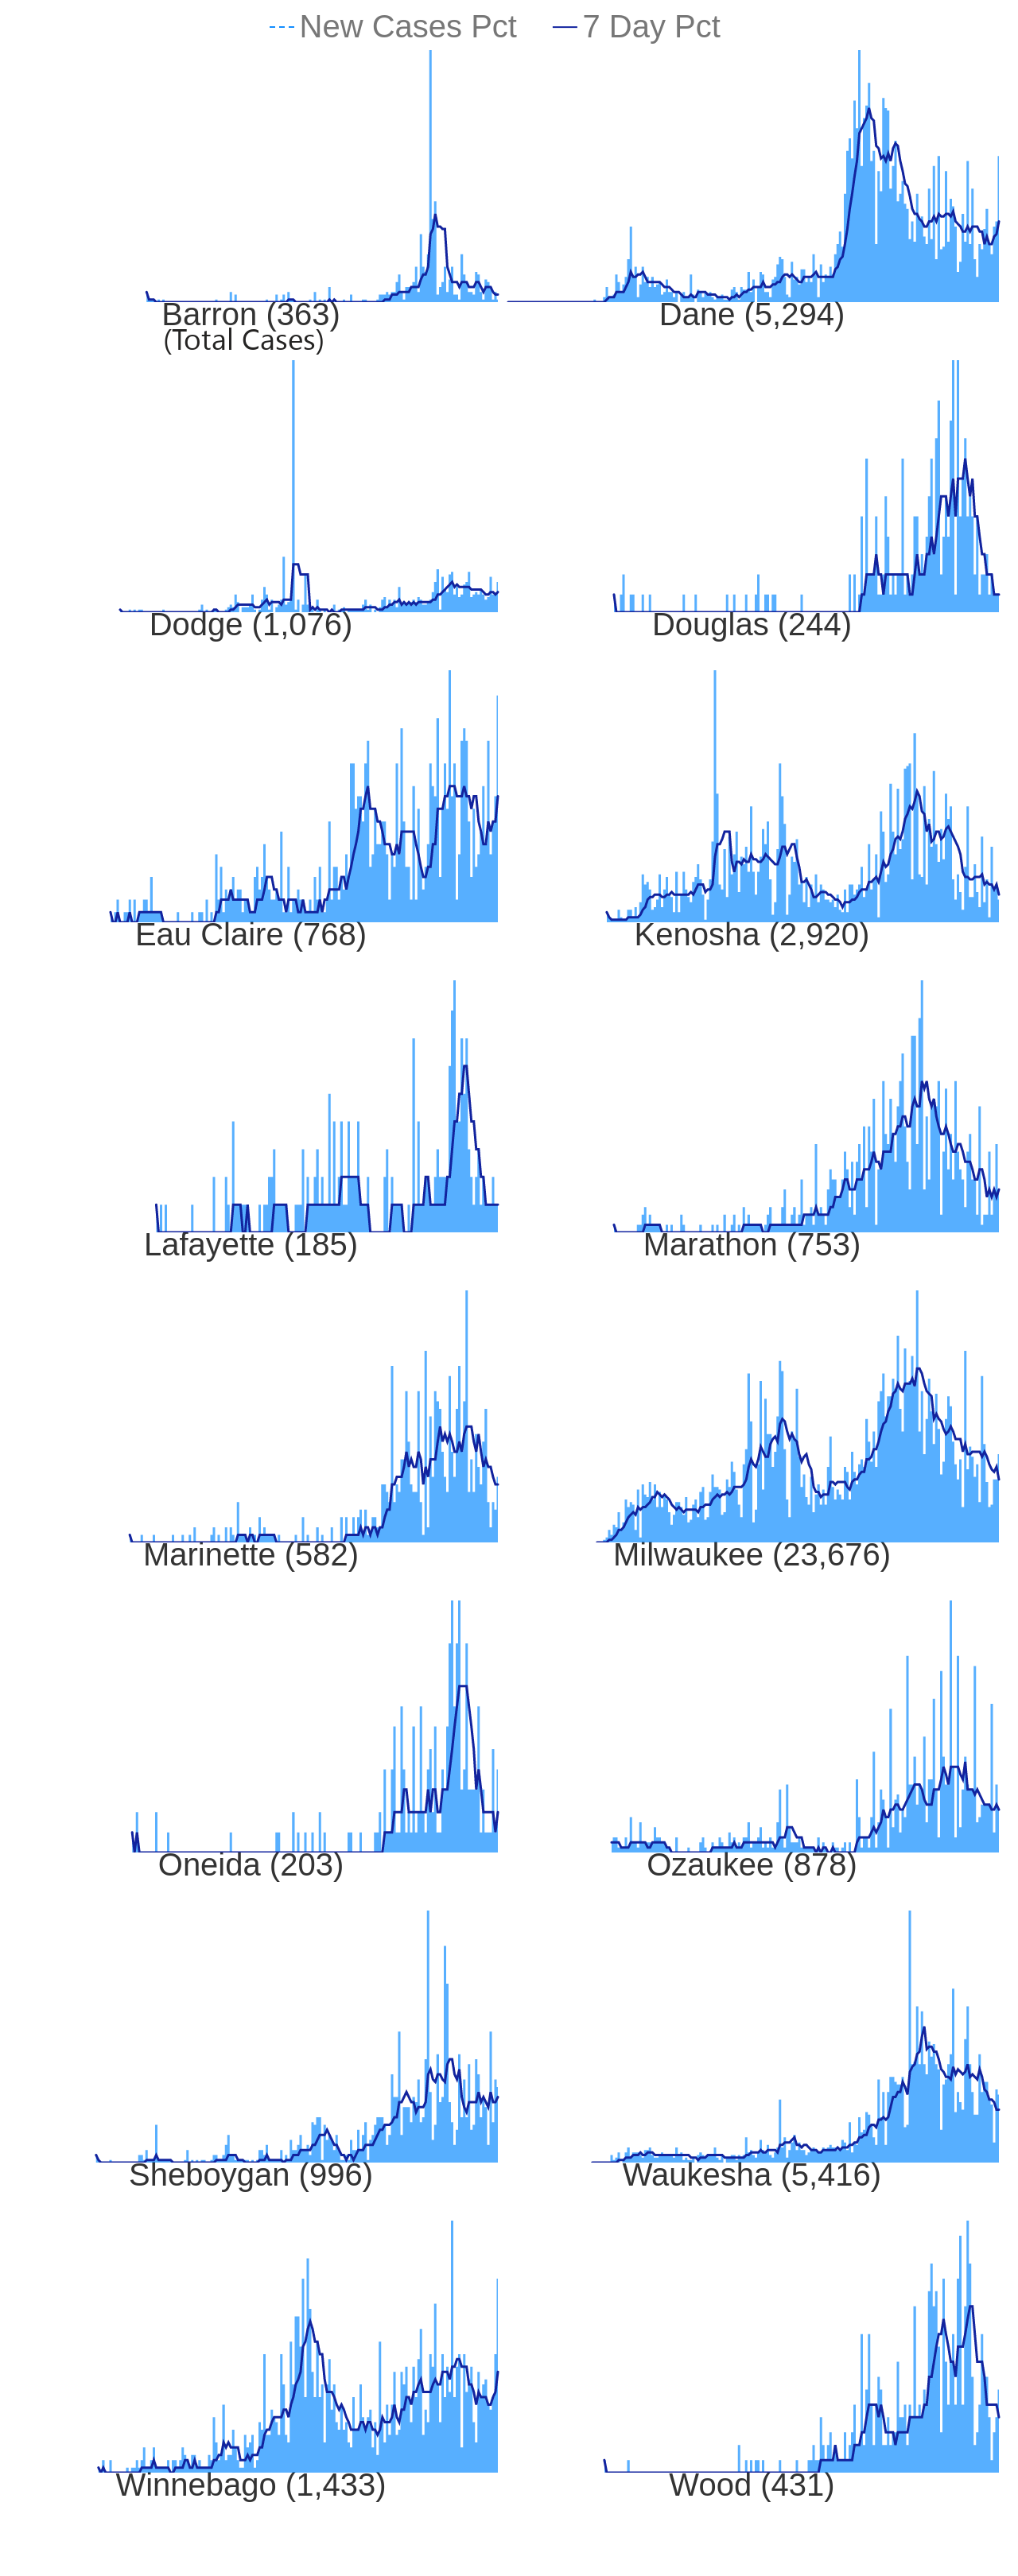 New Cases Pct 7 Day Pct
Barron (363) Dane (5,294)
(Total Cases)
Dodge (1,076) Douglas (244)
Eau Claire (768) Kenosha (2,920)
Lafayette (185) Marathon (753)
Marinette (582) Milwaukee (23,676)
Oneida (203) Ozaukee (878)
Sheboygan (996) Waukesha (5,416)
Winnebago (1,433) Wood (431)